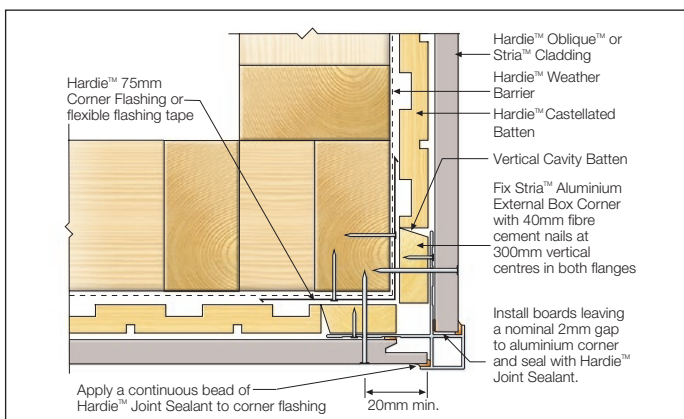 Hardie™ 75mm
Corner Flashing or
flexible flashing tape
Hardie™ Oblique™ or
Stria™ Cladding
Hardie™ Weather
Barrier
Hardie™ Castellated
Batten
Vertical Cavity Batten
Fix Stria™ Aluminium
External Box Corner
with 40mm fibre
cement nails at
300mm vertical
centres in both flanges
Install boards leaving
a nominal 2mm gap
to aluminium corner
and seal with Hardie™
Joint Sealant.
Apply a continuous bead of
Hardie™ Joint Sealant to corner flashing
20mm min.